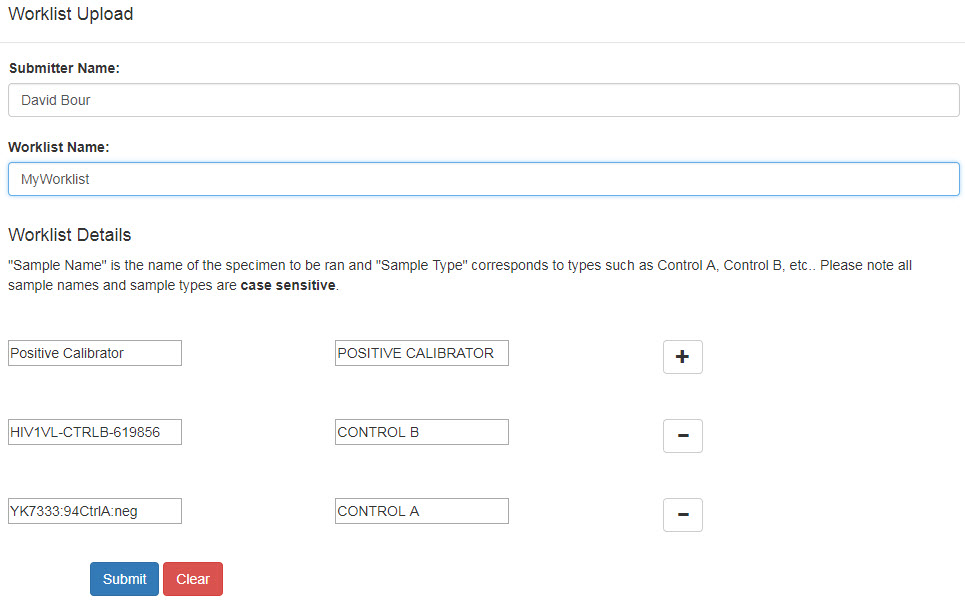 Worklist Upload
Submitter Name:
David Bour
Worklist Name:
MyWorklist
Worklist Details
"Sample Name" is the name of the specimen to be ran and "Sample Type" corresponds to types such as Control A, Control B, etc.. Please note all
sample names and sample types are case sensitive.
Positive Calibrator POSITIVE CALIBRATOR +
HIV1VL-CTRLB-619856 CONTROL B −
YK7333:94CtrlA:neg CONTROL A −
Submit Clear